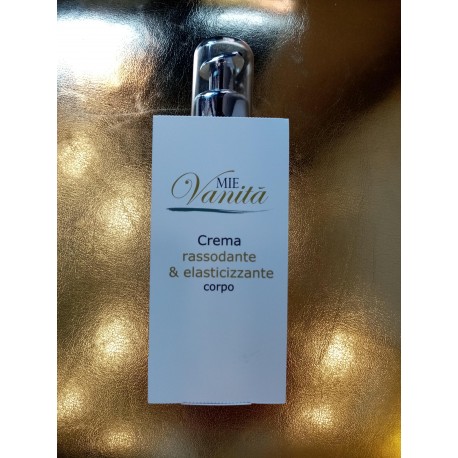 MIE
Vanità
Crema
rassodante
& elasticizzante
corpo